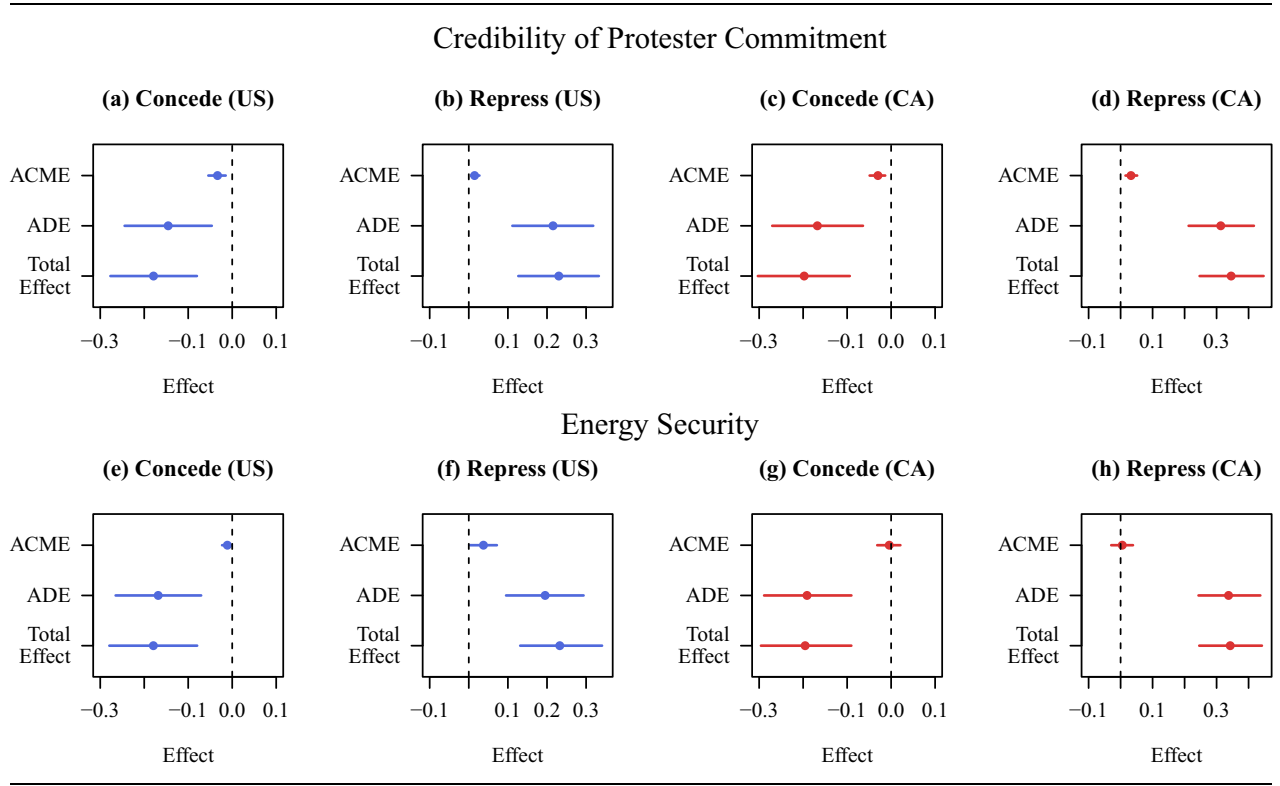 Credibility of Protester Commitment
(a) Concede (US)
(b) Repress (US)
(c) Concede (CA)
(d) Repress (CA)
ACME
ADE
Total
Effect
−0.3 −0.1 0.0 0.1
Effect
ACME
ADE
Total
Effect
−0.1 0.1 0.2 0.3
Effect
ACME
ADE
Total
Effect
−0.3 −0.1 0.0 0.1
Effect
ACME
ADE
Total
Effect
−0.1 0.1 0.3
Effect
Energy Security
(e) Concede (US)
(f) Repress (US)
(g) Concede (CA)
(h) Repress (CA)
ACME
ADE
Total
Effect
−0.3 −0.1 0.0 0.1
Effect
ACME
ADE
Total
Effect
−0.1 0.1 0.2 0.3
Effect
ACME
ADE
Total
Effect
−0.3 −0.1 0.0 0.1
Effect
ACME
ADE
Total
Effect
−0.1 0.1 0.3
Effect